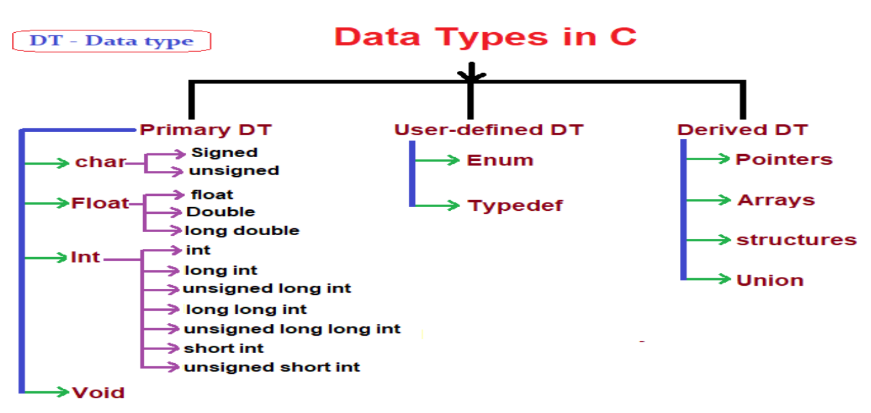 DT - Data type
Data Types in C
Primary DT
char
Signed
unsigned
Float
float
Double
long double
Int
int
long int
unsigned long int
long long int
unsigned long long int
short int
unsigned short int
Void
User-defined DT
Enum
Typedef
Derived DT
Pointers
Arrays
structures
Union